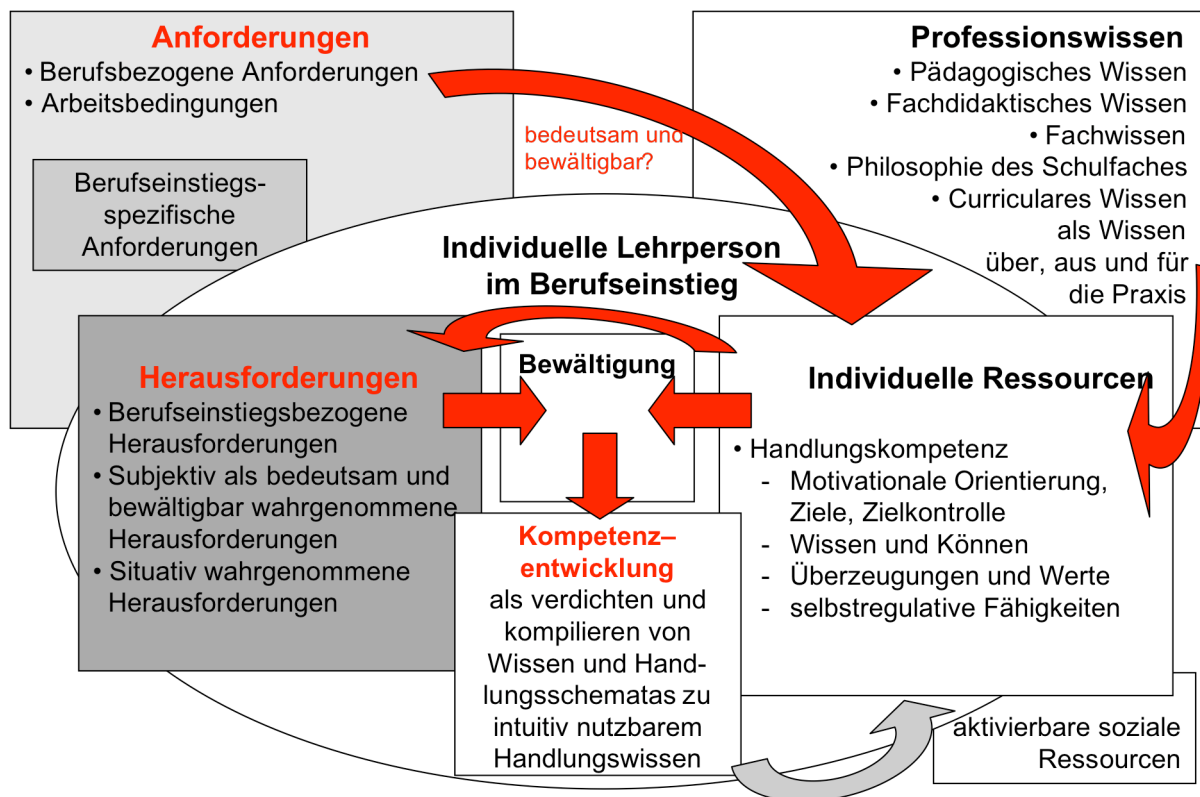 Anforderungen
• Berufsbezogene Anforderungen
• Arbeitsbedingungen
Berufseinstiegs-
spezifische
Anforderungen
bedeutsam und
bewältigbar?
Professionswissen
• Pädagogisches Wissen
• Fachdidaktisches Wissen
• Fachwissen
• Philosophie des Schulfaches
• Curriculares Wissen
als Wissen
über, aus und für
die Praxis
Individuelle Lehrperson
im Berufseinstieg
Herausforderungen
• Berufseinstiegsbezogene
Herausforderungen
• Subjektiv als bedeutsam und
bewältigbar wahrgenommene
Herausforderungen
• Situativ wahrgenommene
Herausforderungen
Bewältigung
Individuelle Ressourcen
• Handlungskompetenz
- Motivationale Orientierung,
Ziele, Zielkontrolle
- Wissen und Können
- Überzeugungen und Werte
- selbstregulative Fähigkeiten
Kompetenz–
entwicklung
als verdichten und
kompilieren von
Wissen und Hand-
lungsschematas zu
intuitiv nutzbarem
Handlungswissen
aktivierbare soziale
Ressourcen